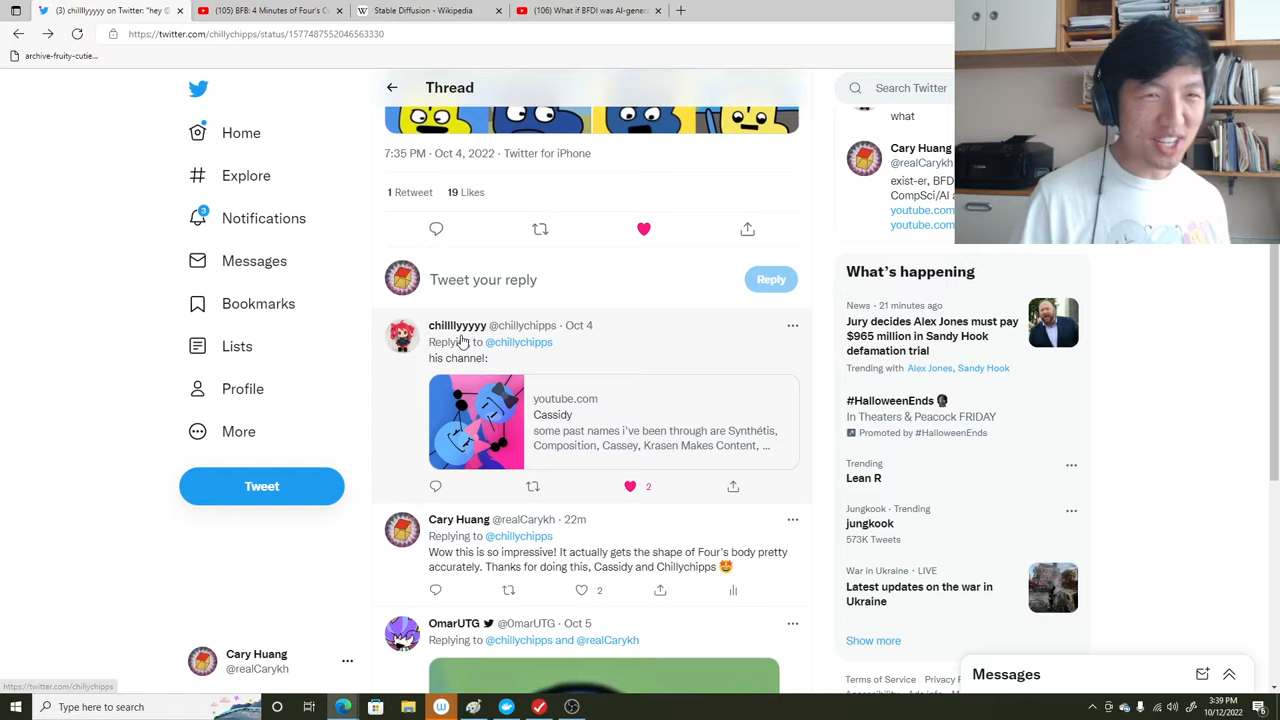 (3) chillllyyyyy on Twitter: "hey @
(105) BFB: 4 Minutes of Four's C
Stable Diffusion - Wikipedia
(106) What if BFDI was AI-gener
https://twitter.com/chillychipps/status/1577487552046563330
archive-fruity-cutie...
Home
Explore
3
Notifications
Messages
Bookmarks
Lists
Profile
More
Tweet
Cary Huang
@realCarykh
Thread
7:35 PM · Oct 4, 2022 · Twitter for iPhone
1 Retweet 19 Likes
Tweet your reply
Reply
chillllyyyyy @chillychipps · Oct 4
Replying to @chillychipps
his channel:
youtube.com
Cassidy
some past names i've been through are Synthétis,
Composition, Cassey, Krasen Makes Content, ...
2
Cary Huang @realCarykh · 22m
Replying to @chillychipps
Wow this is so impressive! It actually gets the shape of Four's body pretty
accurately. Thanks for doing this, Cassidy and Chillychipps 🤩
2
OmarUTG @0marUTG · Oct 5
Replying to @chillychipps and @realCarykh
Search Twitter
what
Cary Huang
@realCarykh
exist-er, BFD
CompSci/AI
youtube.com
youtube.com
What's happening
News · 21 minutes ago
Jury decides Alex Jones must pay
$965 million in Sandy Hook
defamation trial
Trending with Alex Jones, Sandy Hook
#HalloweenEnds
In Theaters & Peacock FRIDAY
Promoted by #HalloweenEnds
Trending
Lean R
Jungkook · Trending
jungkook
573K Tweets
War in Ukraine · LIVE
Latest updates on the war in
Ukraine
Show more
Terms of Service Privacy
Messages
https://twitter.com/chillychipps
Type here to search
3:39 PM
10/12/2022